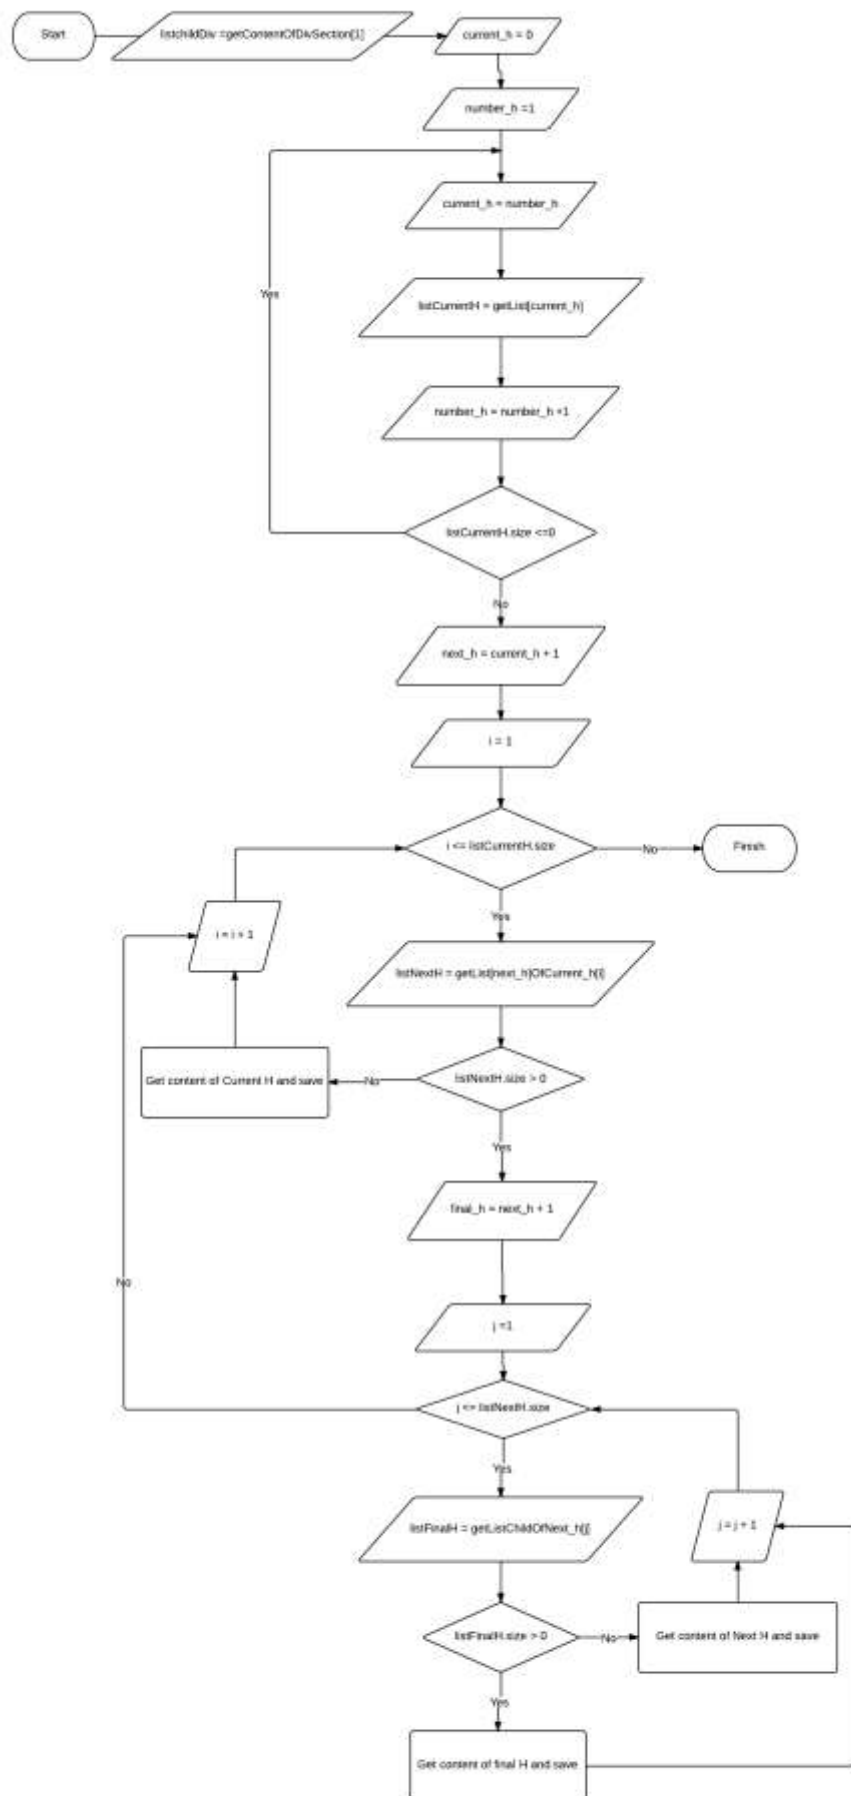 Start
listchildDiv =getContentOfDivSection[1]
current_h = 0
number_h =1
current_h = number_h
Yes
listCurrentH = getList[current_h]
number_h = number_h +1
listCurrentH.size <=0
No
next_h = current_h + 1
i = 1
i <= listCurrentH.size
No
Finish
i = i + 1
Yes
listNextH = getList[next_h]OfCurrent_h[i]
Get content of Current H and save
No
listNextH.size > 0
Yes
final_h = next_h + 1
No
j =1
j <= listNextH.size
Yes
listFinalH = getListChildOfNext_h[j]
j = j + 1
listFinalH.size > 0
No
Get content of Next H and save
Yes
Get content of final H and save